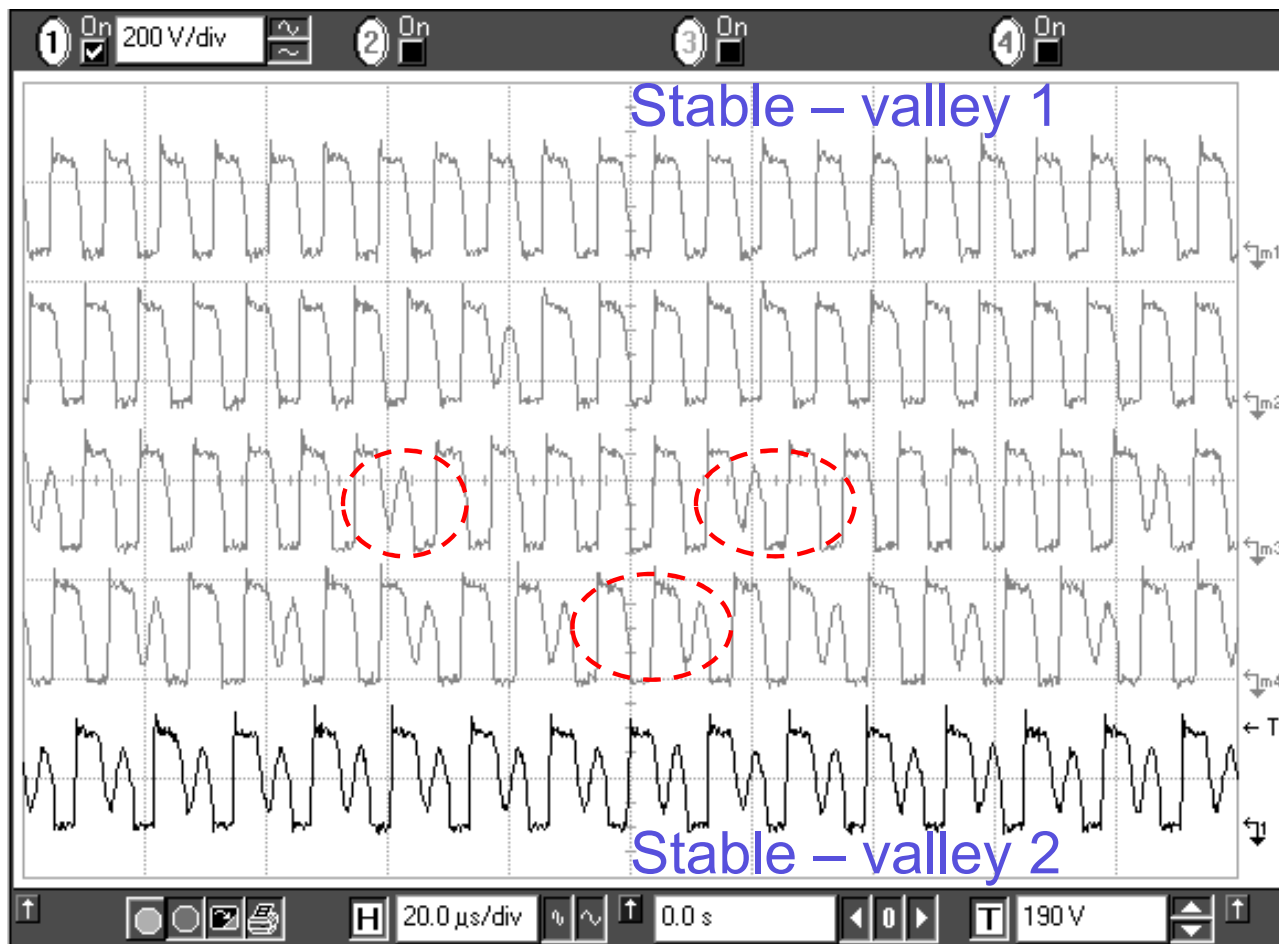 1 On 200 V/div 2 On 3 On 4 On
Stable – valley 1
m1
m2
m3
m4
T
1
Stable – valley 2
H 20.0 µs/div 0.0 s 0 T 190 V